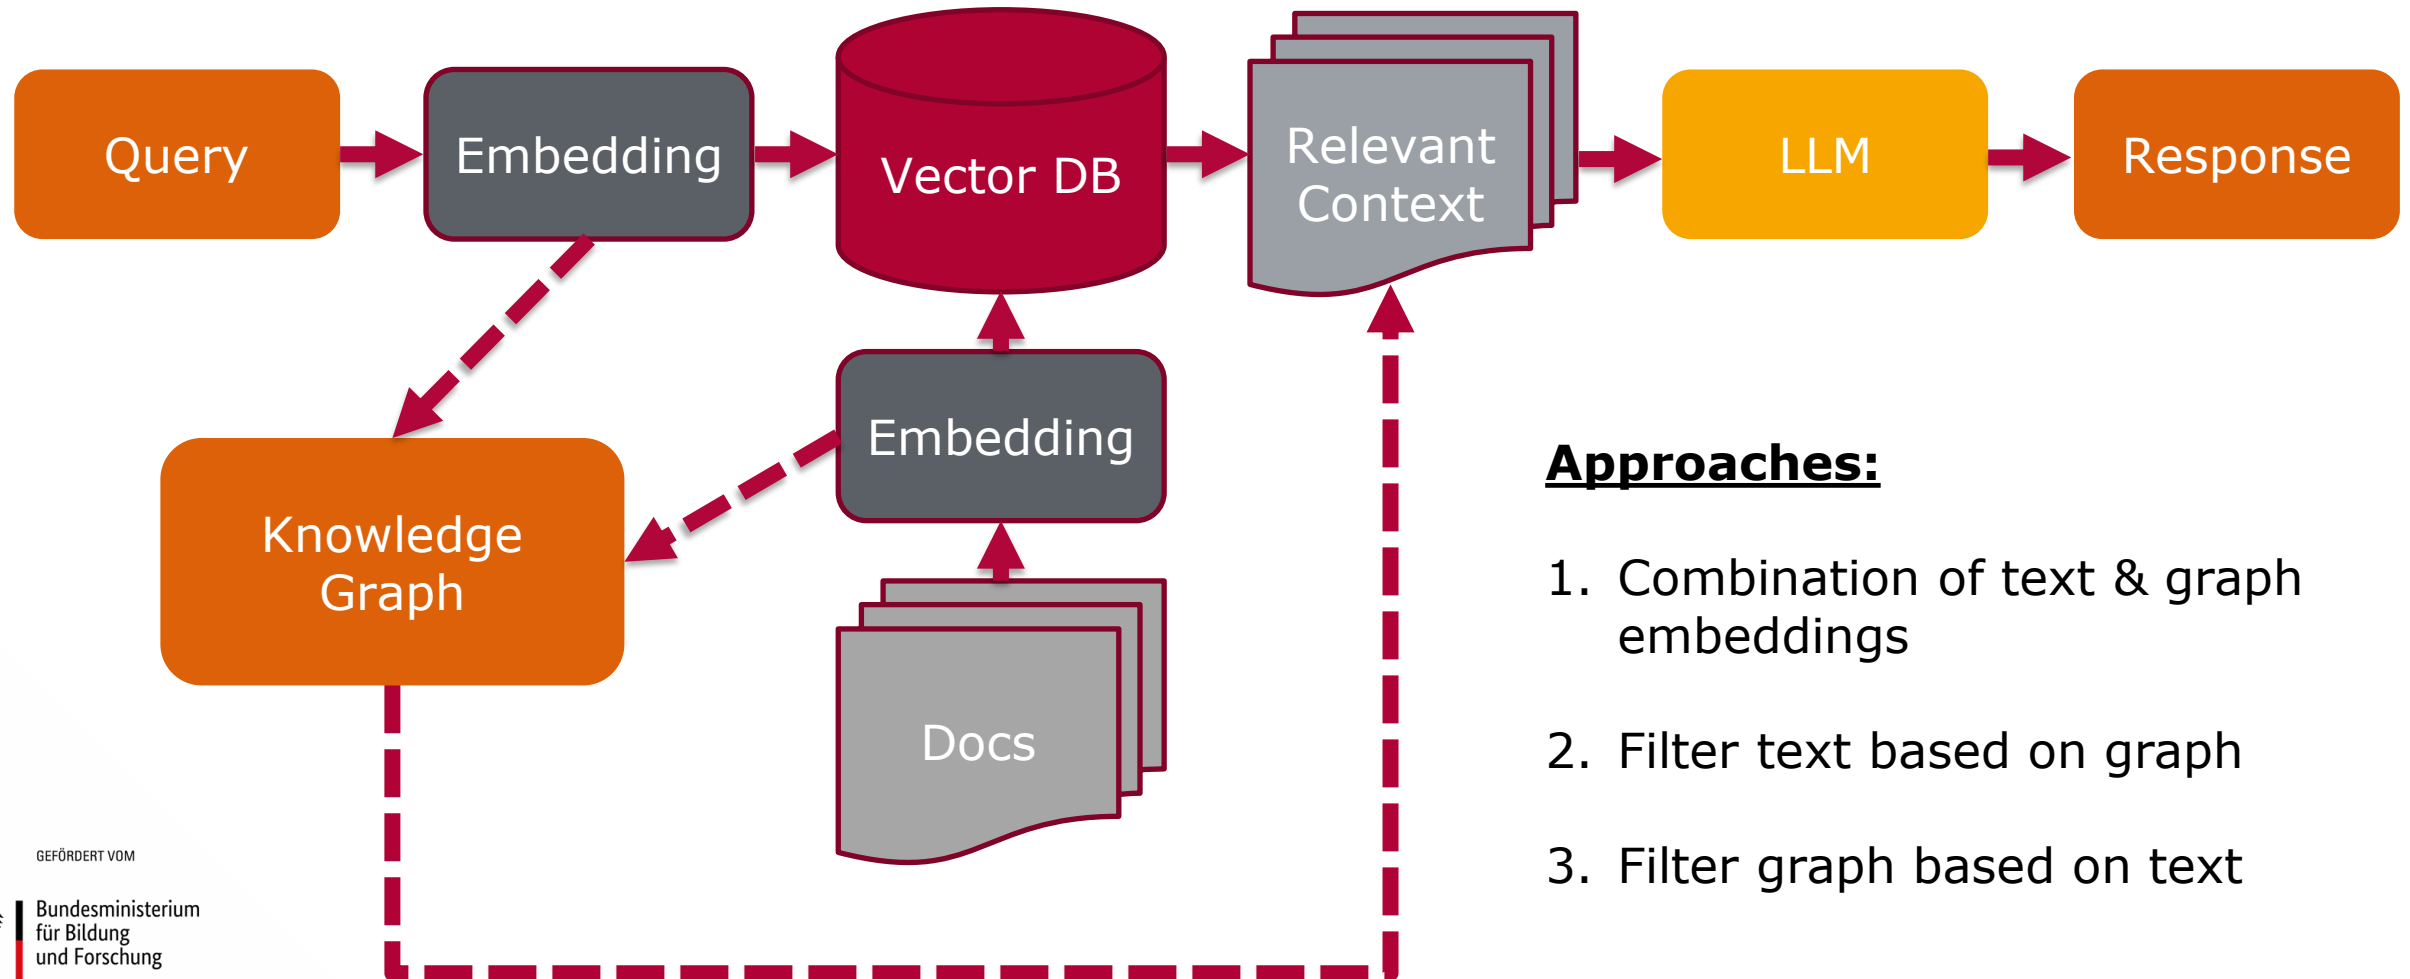 Query
Embedding
Vector DB
Relevant
Context
LLM
Response
Embedding
Knowledge
Graph
Docs
Approaches:
1. Combination of text & graph
embeddings
2. Filter text based on graph
3. Filter graph based on text
GEFÖRDERT VOM
Bundesministerium
für Bildung
und Forschung